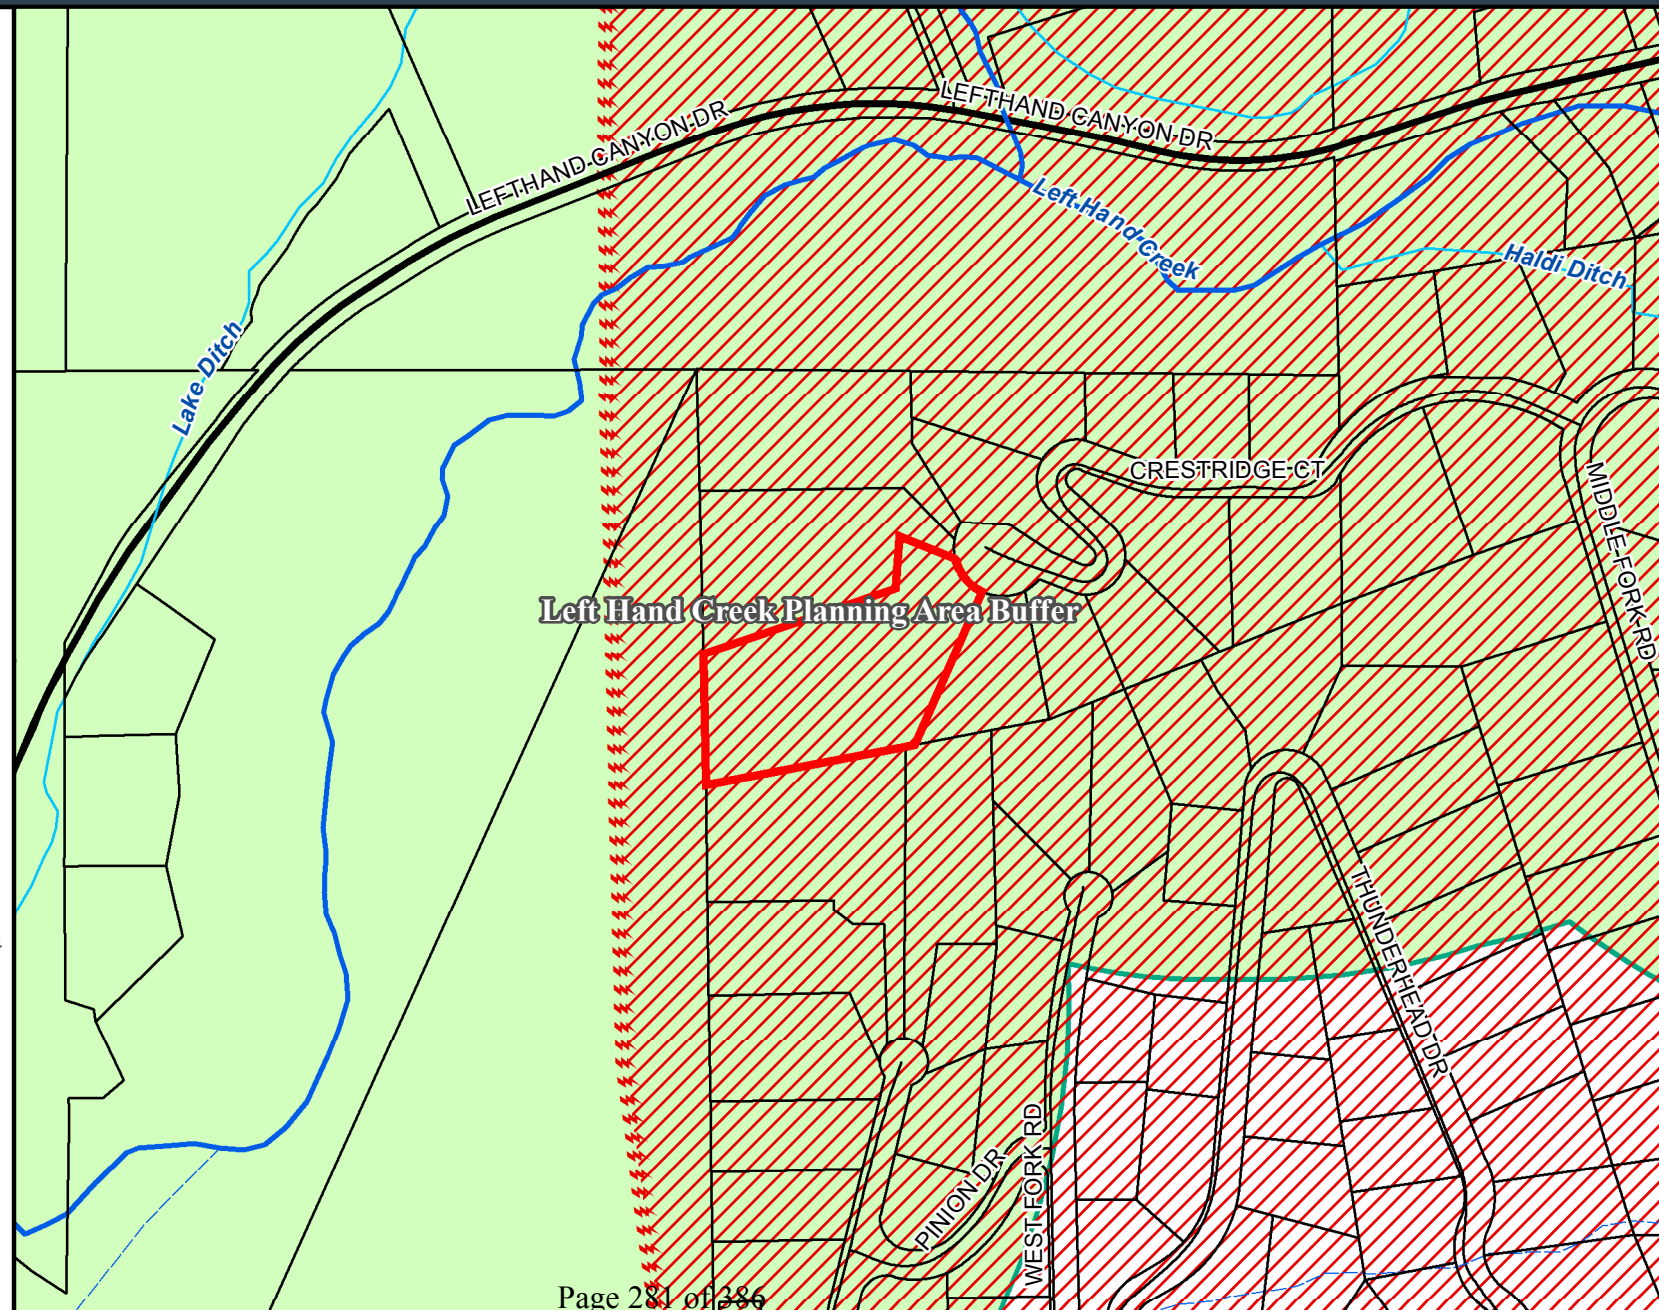 LEFTHAND CANYON DR
LEFTHAND CANYON DR
Left Hand Creek
Haldi Ditch
Lake Ditch
CRESTRIDGE CT
MIDDLE FORK RD
Left Hand Creek Planning Area Buffer
THUNDERHEAD DR
PINION DR
WEST FORK RD
Page 281 of 386